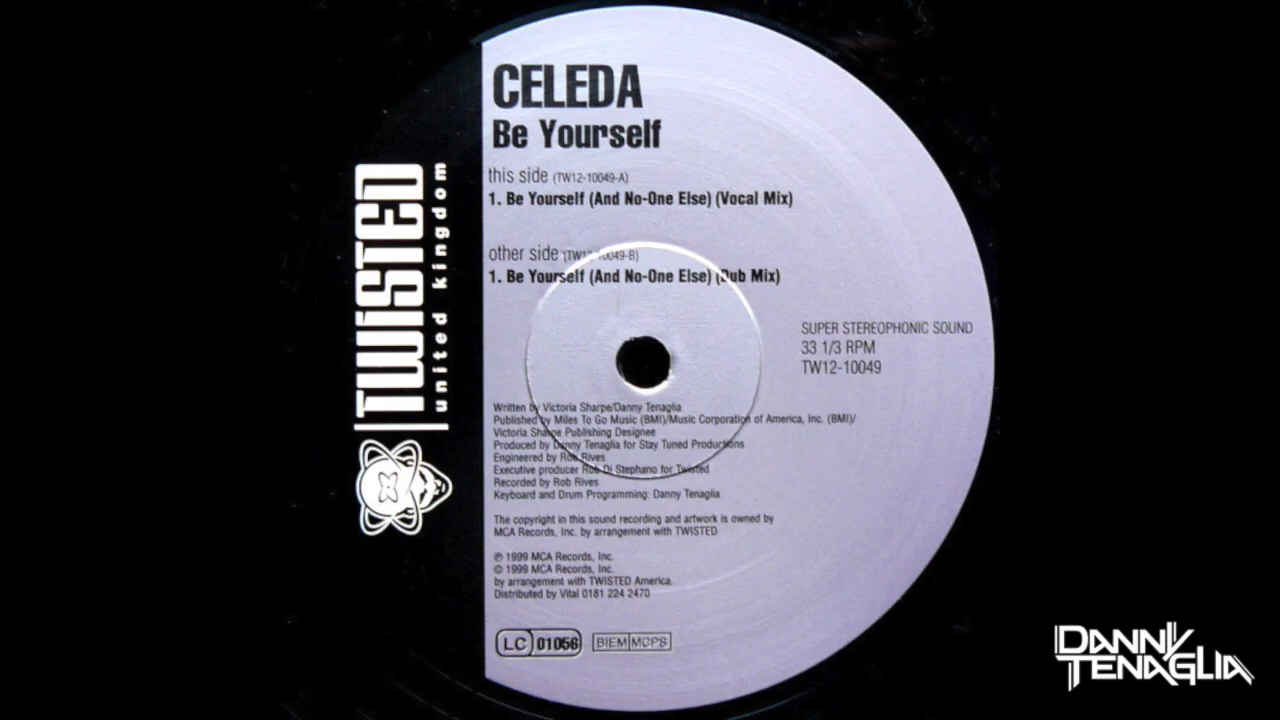 CELEDA
Be Yourself
this side (TW12-10049-A)
1. Be Yourself (And No-One Else) (Vocal Mix)
other side (TW12-10049-B)
1. Be Yourself (And No-One Else) (Dub Mix)
SUPER STEREOPHONIC SOUND
33 1/3 RPM
TW12-10049
Written by Victoria Sharpe/Danny Tenaglia
Published by Miles To Go Music (BMI)/Music Corporation of America, Inc. (BMI)/
Victoria Sharpe Publishing Designee
Produced by Danny Tenaglia for Stay Tuned Productions
Engineered by Rob Rives
Executive producer Rob Di Stephano for Twisted
Recorded by Rob Rives
Keyboard and Drum Programming: Danny Tenaglia
The copyright in this sound recording and artwork is owned by
MCA Records, Inc. by arrangement with TWISTED
℗ 1999 MCA Records, Inc.
© 1999 MCA Records, Inc.
by arrangement with TWISTED America.
Distributed by Vital 0181 224 2470
LC 01056
BIEM MCPS
TWISTED
united kingdom
DANNY
TENAGLIA